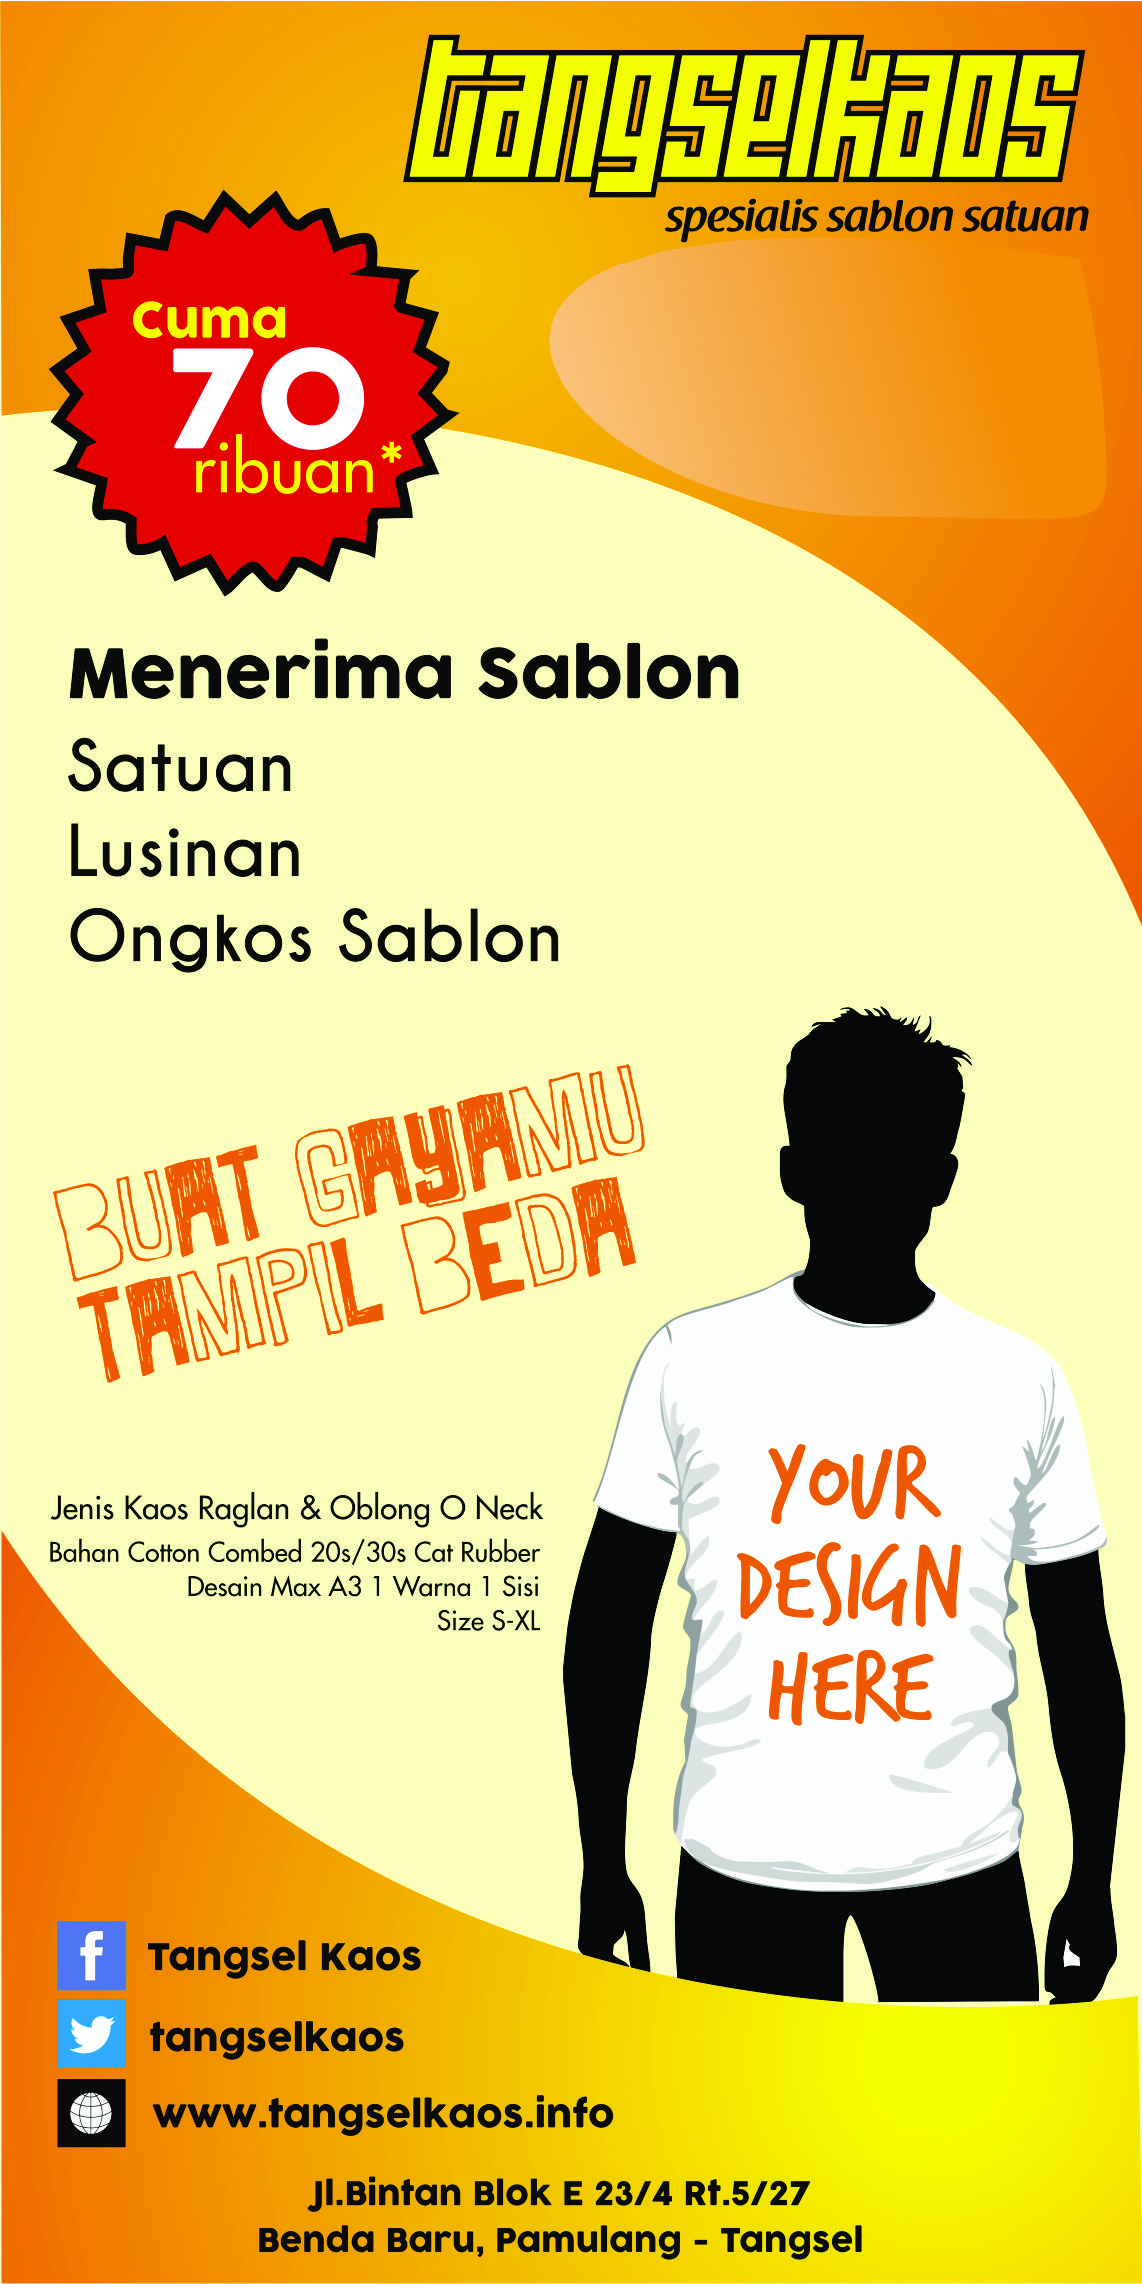 tangselkaos
spesialis sablon satuan
Cuma
70
ribuan*
Menerima Sablon
Satuan
Lusinan
Ongkos Sablon
BUAT GAYAMU
TAMPIL BEDA
YOUR
DESIGN
HERE
Jenis Kaos Raglan & Oblong O Neck
Bahan Cotton Combed 20s/30s Cat Rubber
Desain Max A3 1 Warna 1 Sisi
Size S-XL
f Tangsel Kaos
tangselkaos
www.tangselkaos.info
Jl.Bintan Blok E 23/4 Rt.5/27
Benda Baru, Pamulang - Tangsel